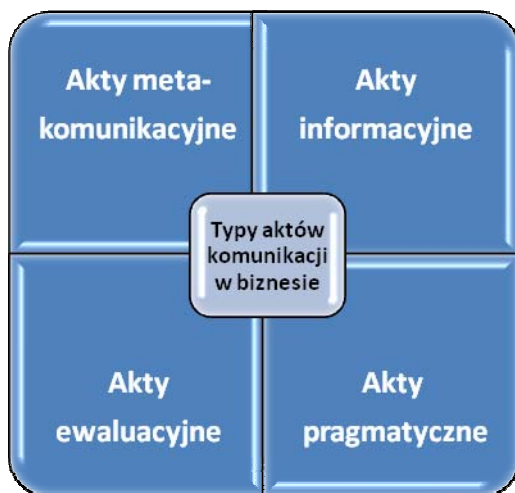 Akty meta-
komunikacyjne
Akty
informacyjne
Typy aktów
komunikacji
w biznesie
Akty
ewaluacyjne
Akty
pragmatyczne